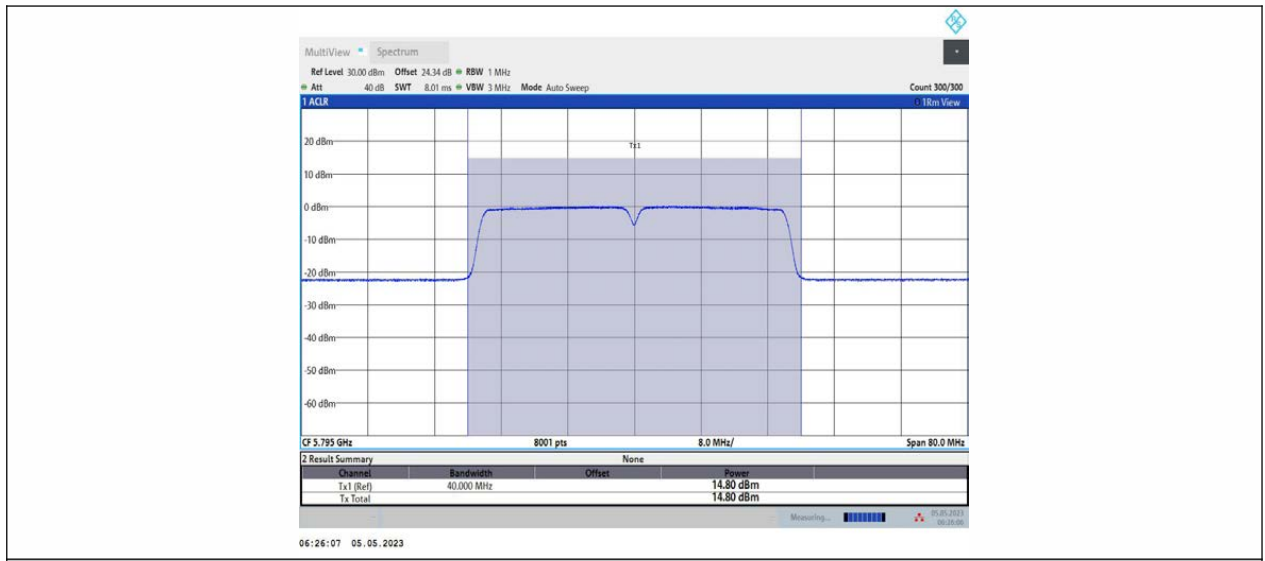 MultiView Spectrum
Ref Level 30.00 dBm Offset 24.34 dB RBW 1 MHz
Att 40 dB SWT 8.01 ms VBW 3 MHz Mode Auto Sweep Count 300/300
1 ACLR 1Rm View
Tx1
20 dBm
10 dBm
0 dBm
-10 dBm
-20 dBm
-30 dBm
-40 dBm
-50 dBm
-60 dBm
CF 5.795 GHz 8001 pts 8.0 MHz/ Span 80.0 MHz
2 Result Summary None
Channel Bandwidth Offset Power
Tx1 (Ref) 40.000 MHz 14.80 dBm
Tx Total 14.80 dBm
Measuring... 05.05.2023
06:26:06
06:26:07 05.05.2023